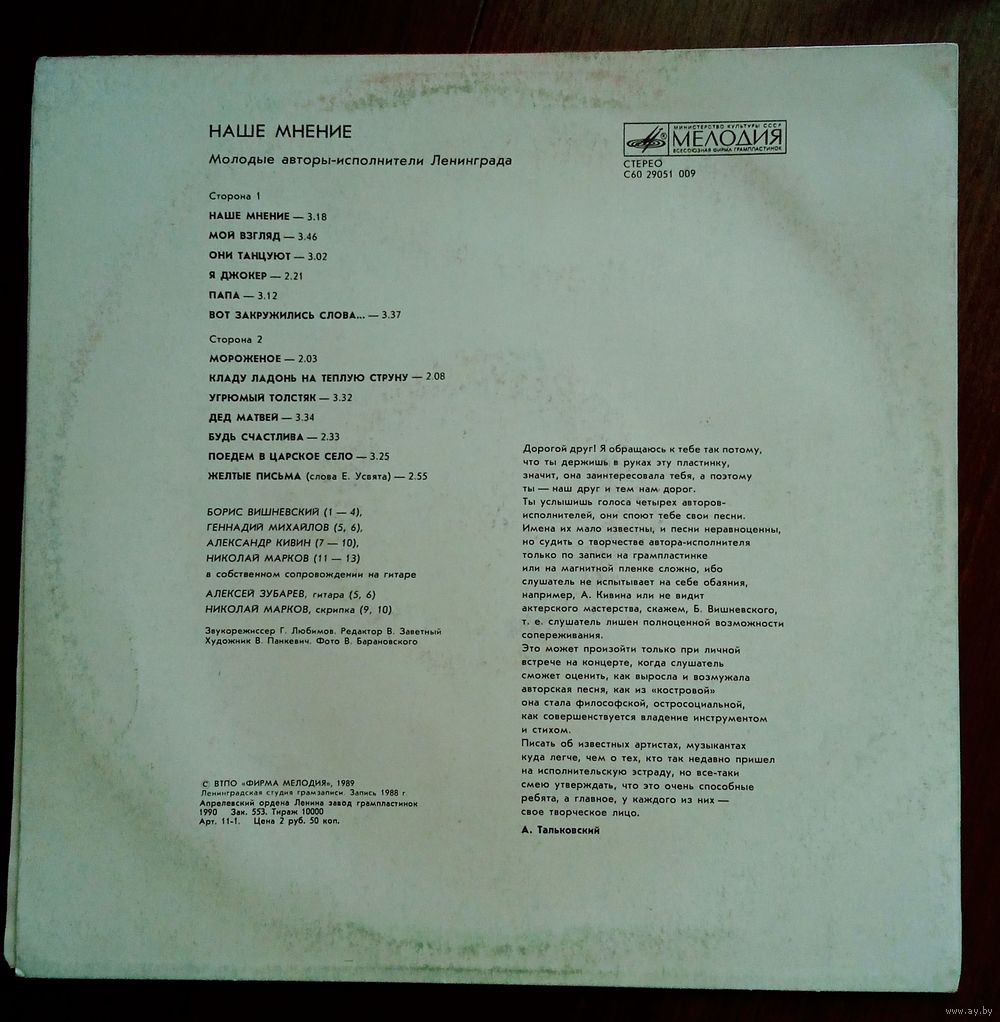 НАШЕ МНЕНИЕ
Молодые авторы-исполнители Ленинграда
МИНИСТЕРСТВО КУЛЬТУРЫ СССР
МЕЛОДИЯ
ВСЕСОЮЗНАЯ ФИРМА ГРАМПЛАСТИНОК
СТЕРЕО
С60 29051 009
Сторона 1
НАШЕ МНЕНИЕ — 3.18
МОЙ ВЗГЛЯД — 3.46
ОНИ ТАНЦУЮТ — 3.02
Я ДЖОКЕР — 2.21
ПАПА — 3.12
ВОТ ЗАКРУЖИЛИСЬ СЛОВА... — 3.37
Сторона 2
МОРОЖЕНОЕ — 2.03
КЛАДУ ЛАДОНЬ НА ТЕПЛУЮ СТРУНУ — 2.08
УГРЮМЫЙ ТОЛСТЯК — 3.32
ДЕД МАТВЕЙ — 3.34
БУДЬ СЧАСТЛИВА — 2.33
ПОЕДЕМ В ЦАРСКОЕ СЕЛО — 3.25
ЖЕЛТЫЕ ПИСЬМА (слова Е. Усвята) — 2.55
БОРИС ВИШНЕВСКИЙ (1 — 4),
ГЕННАДИЙ МИХАЙЛОВ (5, 6),
АЛЕКСАНДР КИВИН (7 — 10),
НИКОЛАЙ МАРКОВ (11 — 13)
в собственном сопровождении на гитаре
АЛЕКСЕЙ ЗУБАРЕВ, гитара (5, 6)
НИКОЛАЙ МАРКОВ, скрипка (9, 10)
Звукорежиссер Г. Любимов. Редактор В. Заветный
Художник В. Панкевич. Фото В. Барановского
© ВТПО «ФИРМА МЕЛОДИЯ», 1989
Ленинградская студия грамзаписи. Запись 1988 г
Апрелевский ордена Ленина завод грампластинок
1990 Зак. 553. Тираж 10000
Арт. 11-1. Цена 2 руб. 50 коп.
Дорогой друг! Я обращаюсь к тебе так потому,
что ты держишь в руках эту пластинку,
значит, она заинтересовала тебя, а поэтому
ты — наш друг и тем нам дорог.
Ты услышишь голоса четырех авторов-
исполнителей, они споют тебе свои песни.
Имена их мало известны, и песни неравноценны,
но судить о творчестве автора-исполнителя
только по записи на грампластинке
или на магнитной пленке сложно, ибо
слушатель не испытывает на себе обаяния,
например, А. Кивина или не видит
актерского мастерства, скажем, Б. Вишневского,
т. е. слушатель лишен полноценной возможности
сопереживания.
Это может произойти только при личной
встрече на концерте, когда слушатель
сможет оценить, как выросла и возмужала
авторская песня, как из «костровой»
она стала философской, остросоциальной,
как совершенствуется владение инструментом
и стихом.
Писать об известных артистах, музыкантах
куда легче, чем о тех, кто так недавно пришел
на исполнительскую эстраду, но все-таки
смею утверждать, что это очень способные
ребята, а главное, у каждого из них —
свое творческое лицо.
А. Тальковский
www.ay.by